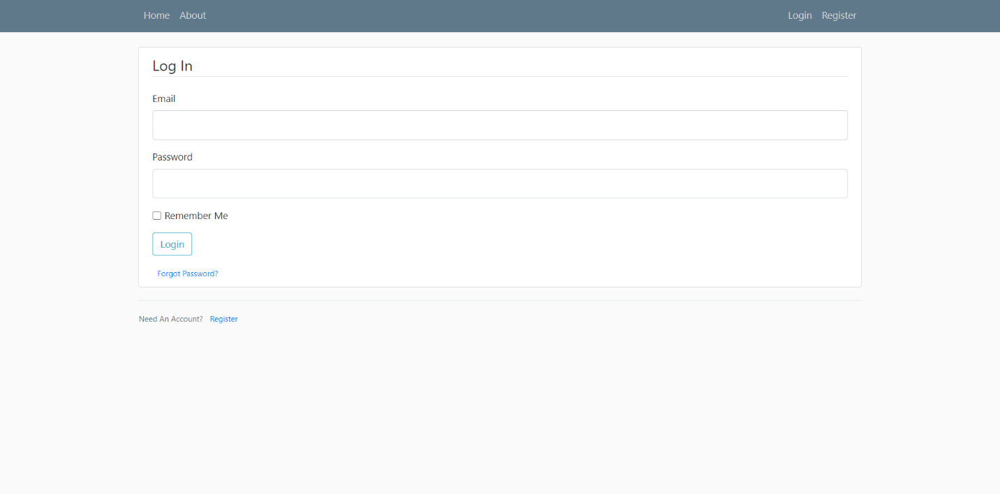 Home About Login Register
Log In
Email
Password
Remember Me
Login
Forgot Password?
Need An Account? Register